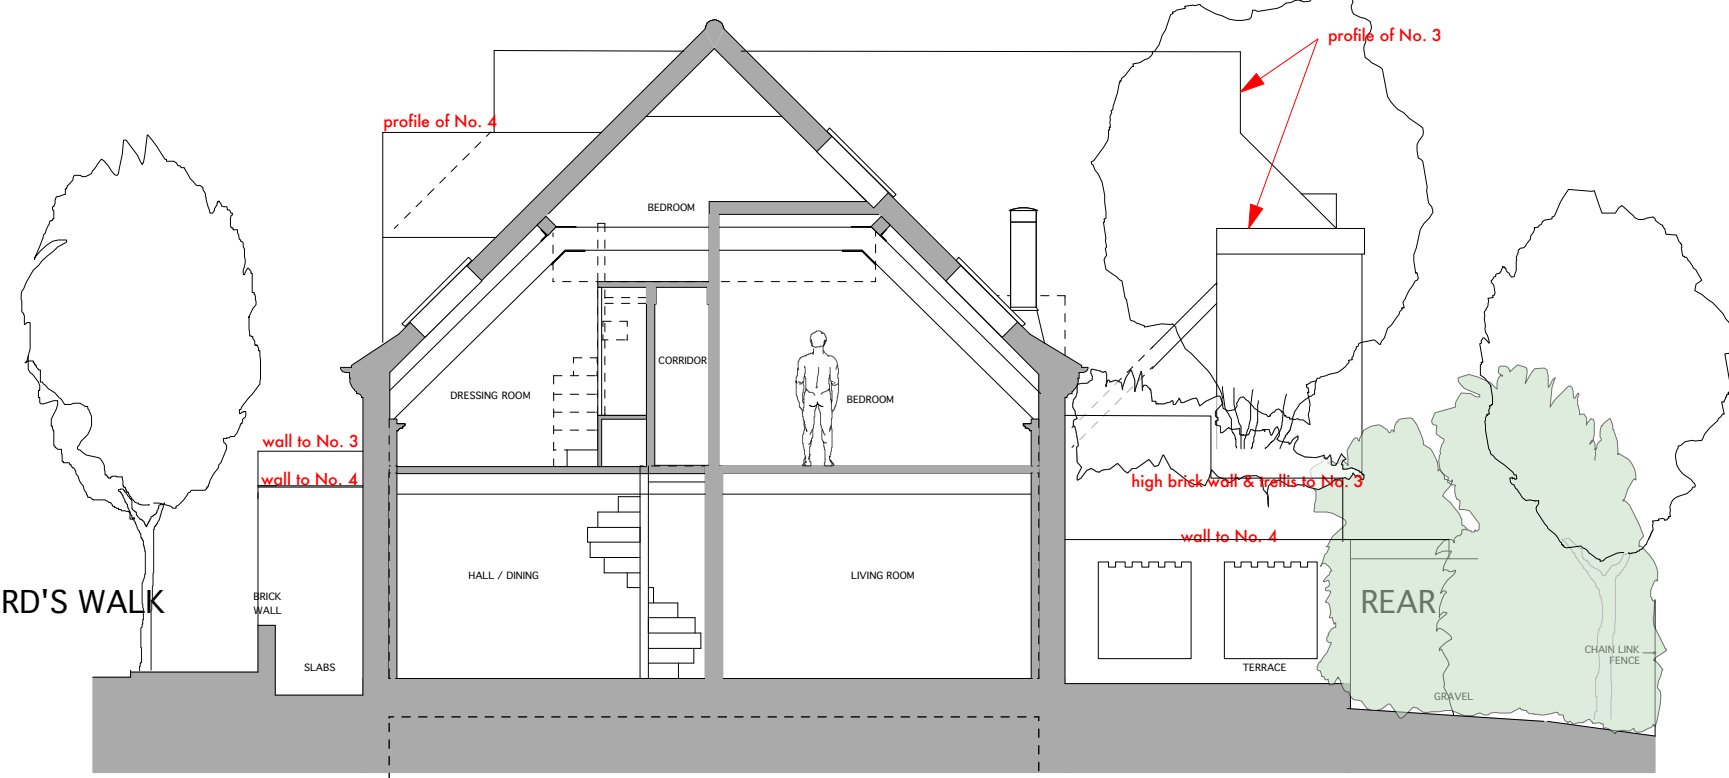 profile of No. 3
profile of No. 4
BEDROOM
CORRIDOR
DRESSING ROOM
BEDROOM
wall to No. 3
wall to No. 4
high brick wall & trellis to No. 3
wall to No. 4
HALL / DINING
LIVING ROOM
RD'S WALK
BRICK
WALL
REAR
SLABS
TERRACE
CHAIN LINK
FENCE
GRAVEL